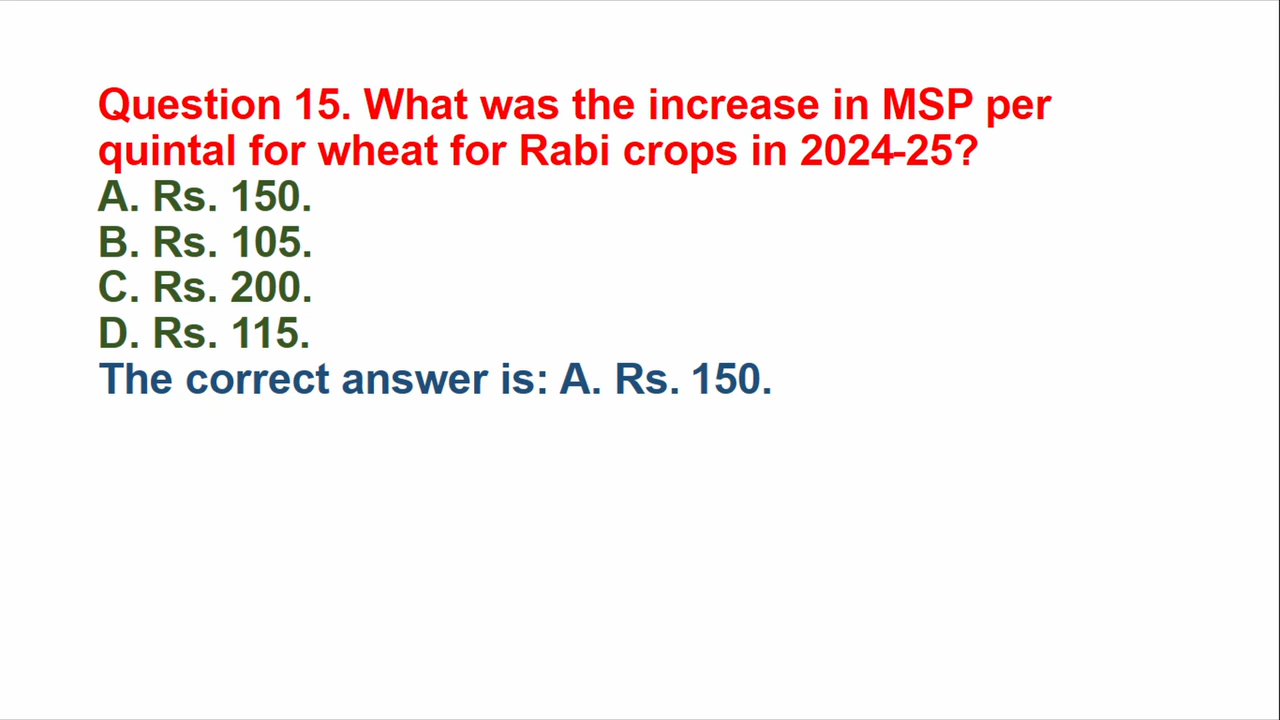 Question 15. What was the increase in MSP per
quintal for wheat for Rabi crops in 2024-25?
A. Rs. 150.
B. Rs. 105.
C. Rs. 200.
D. Rs. 115.
The correct answer is: A. Rs. 150.